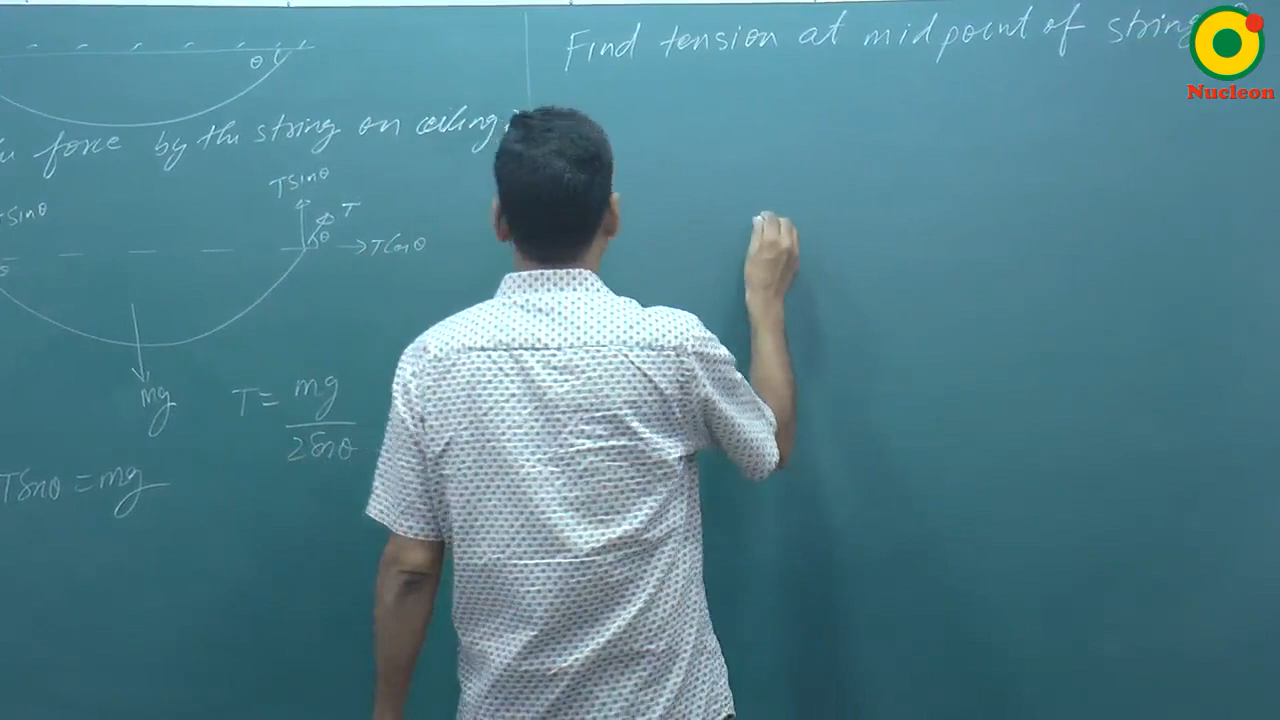 θ
force by the string on ceiling.
TSinθ
TSinθ
T
θ
TCosθ
mg
T = mg / 2Sinθ
TSinθ = mg
Find tension at midpoint of string?
Nucleon